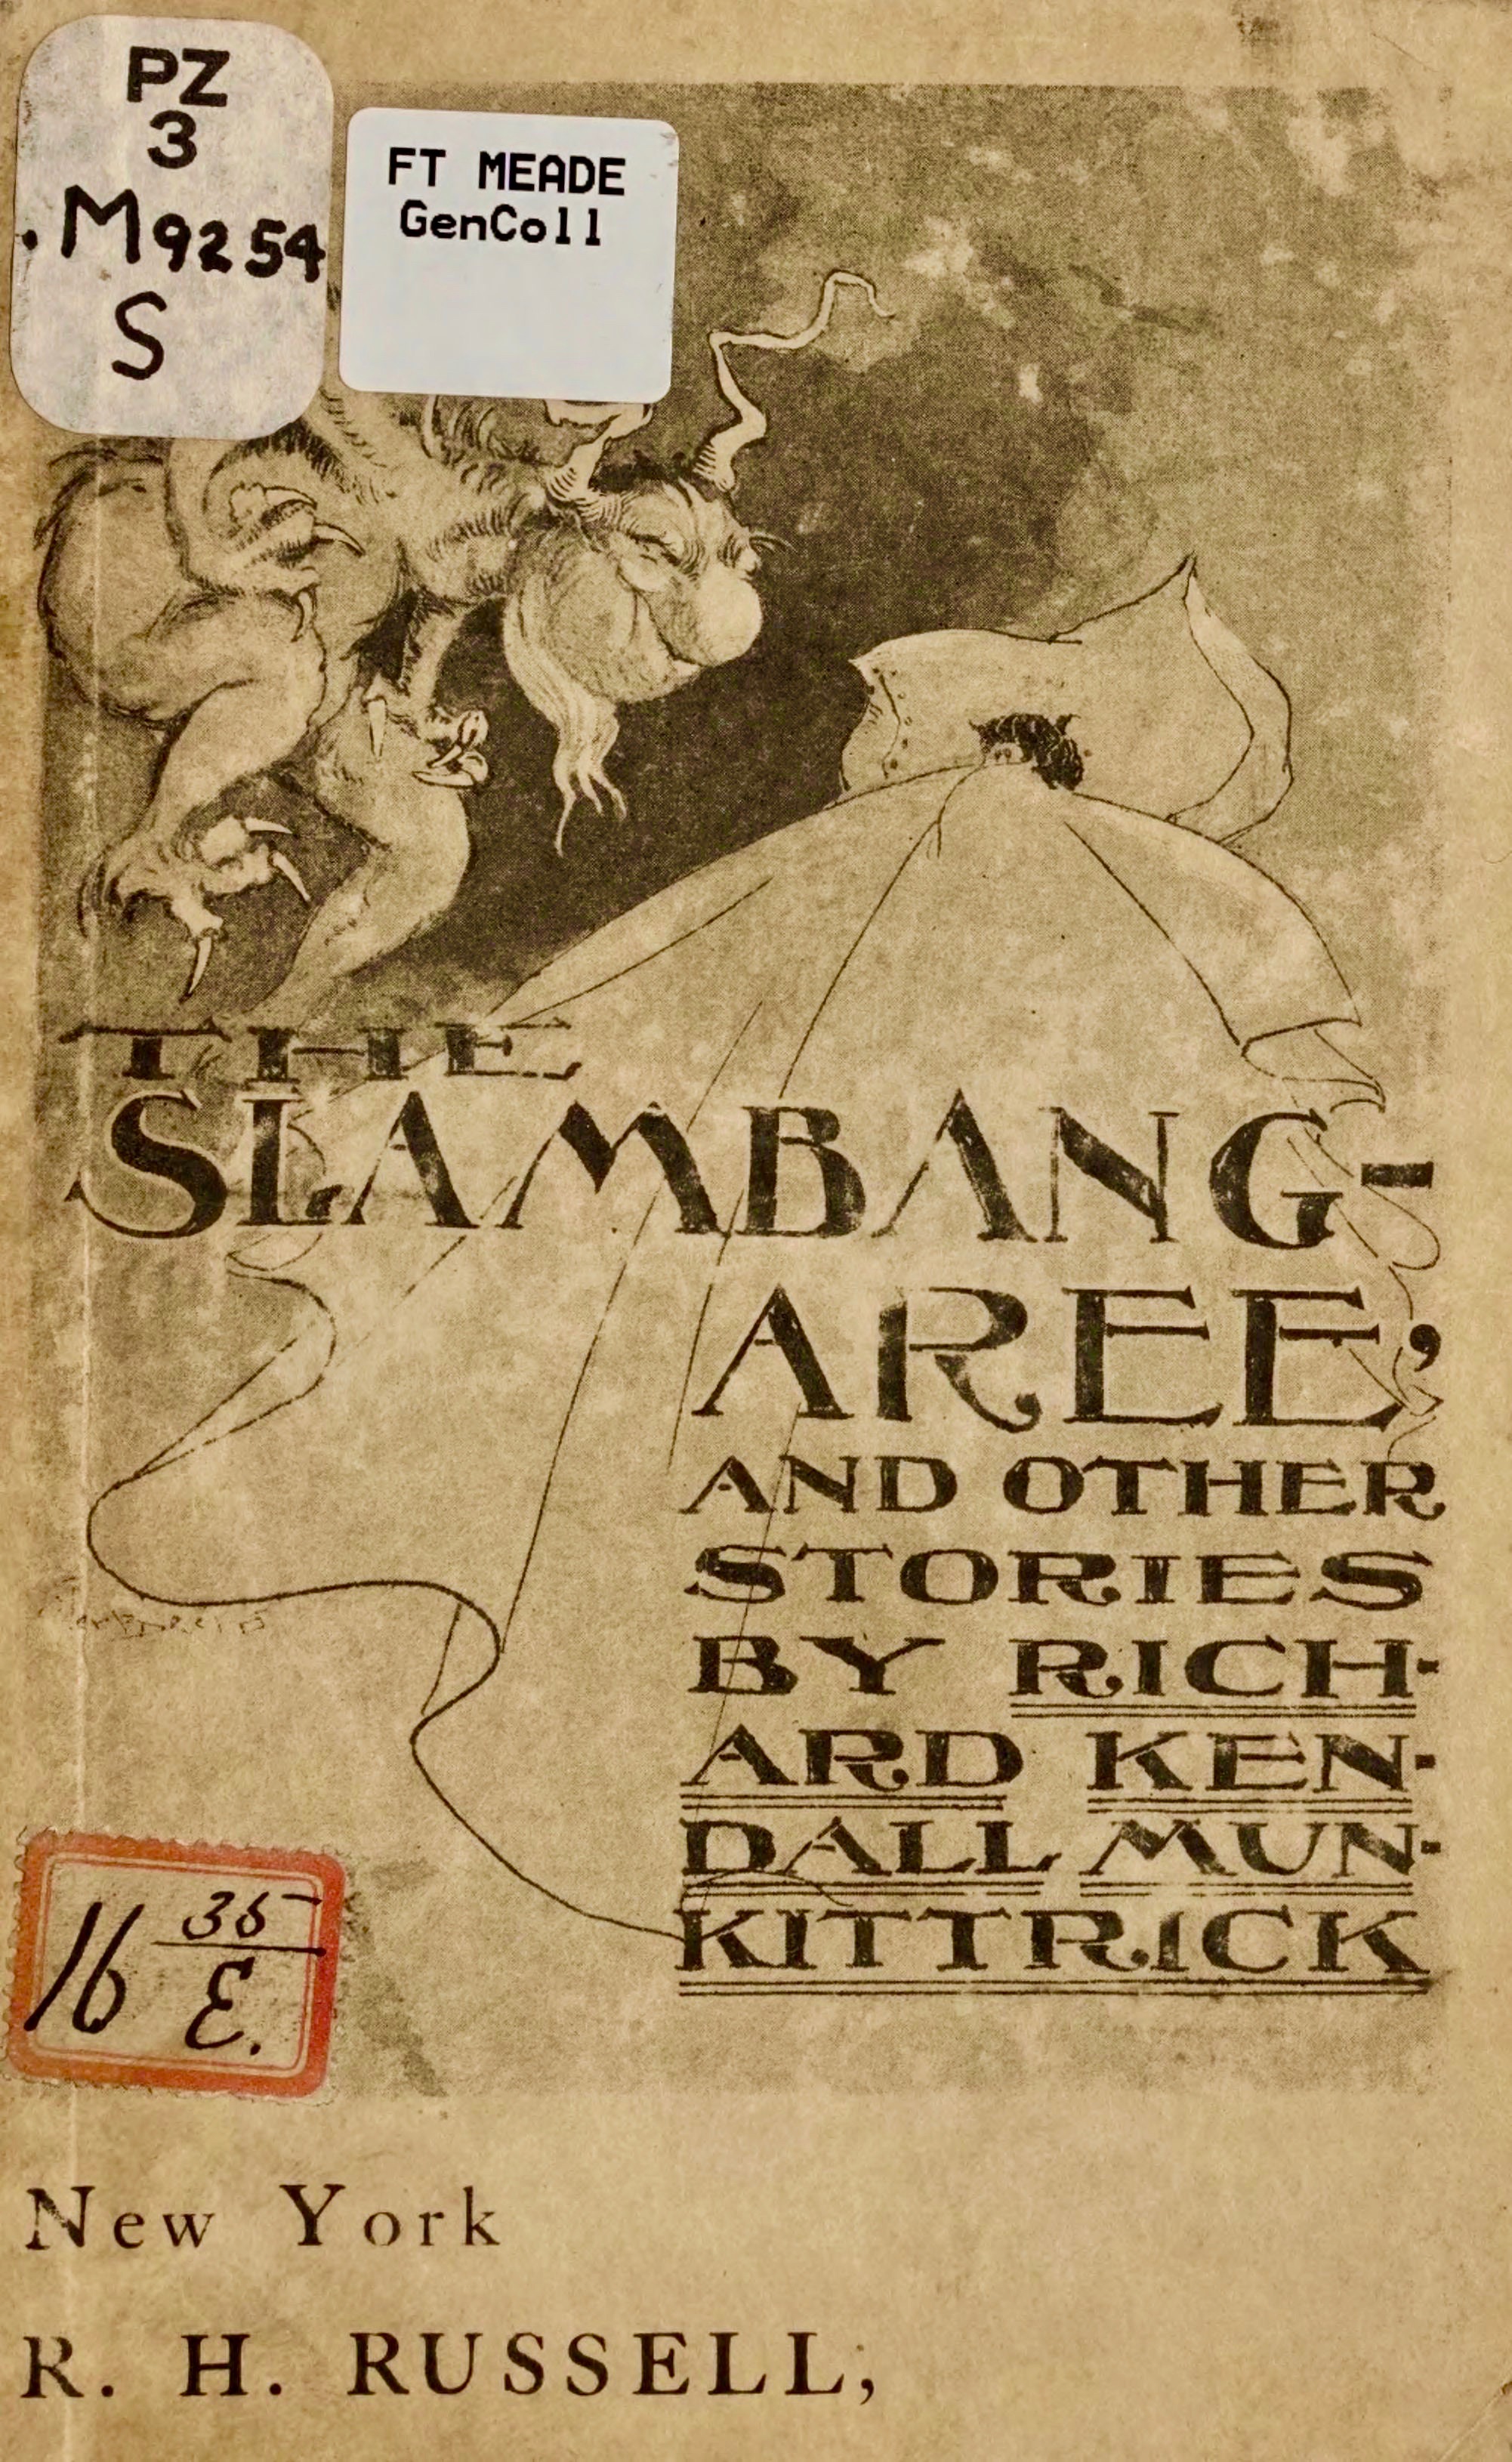 PZ
3
.M9254
S
FT MEADE
GenColl
THE
SLAMBANG-
AREE,
AND OTHER
STORIES
BY RICH-
ARD KEN-
DALL MUN-
KITTRICK
16 35
E.
New York
R. H. RUSSELL,